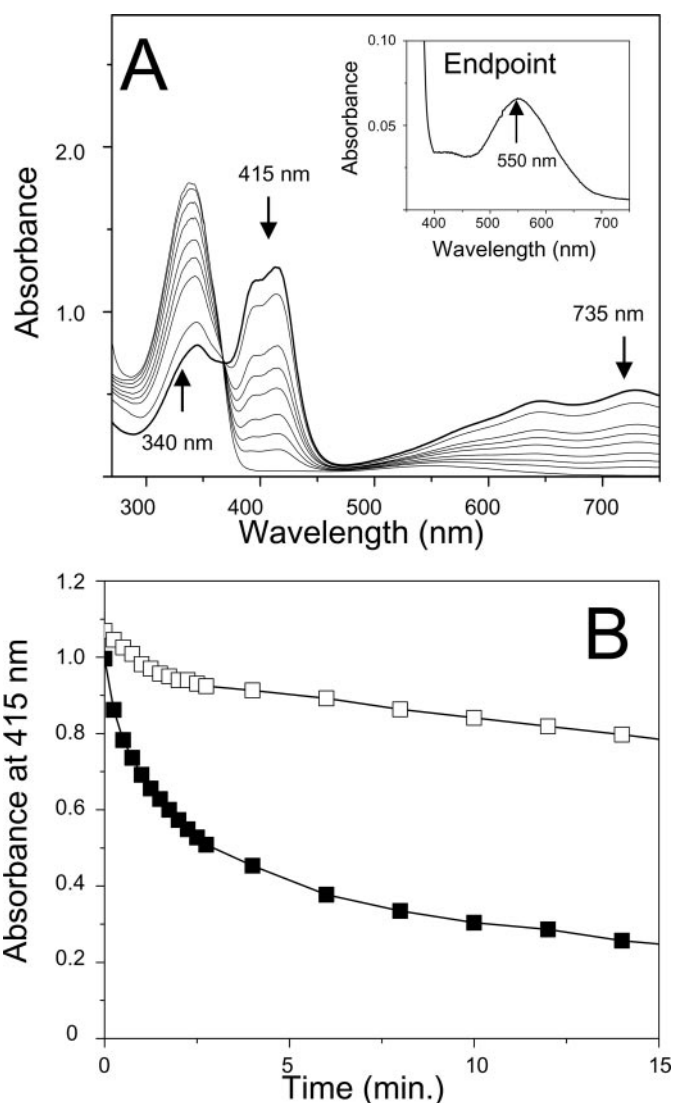 A
Absorbance
2.0
1.0
415 nm
340 nm
735 nm
300 400 500 600 700
Wavelength (nm)
Endpoint
Absorbance
0.10
0.05
550 nm
400 500 600 700
Wavelength (nm)
B
Absorbance at 415 nm
1.2
1.0
0.8
0.6
0.4
0.2
0
0 5 10 15
Time (min.)